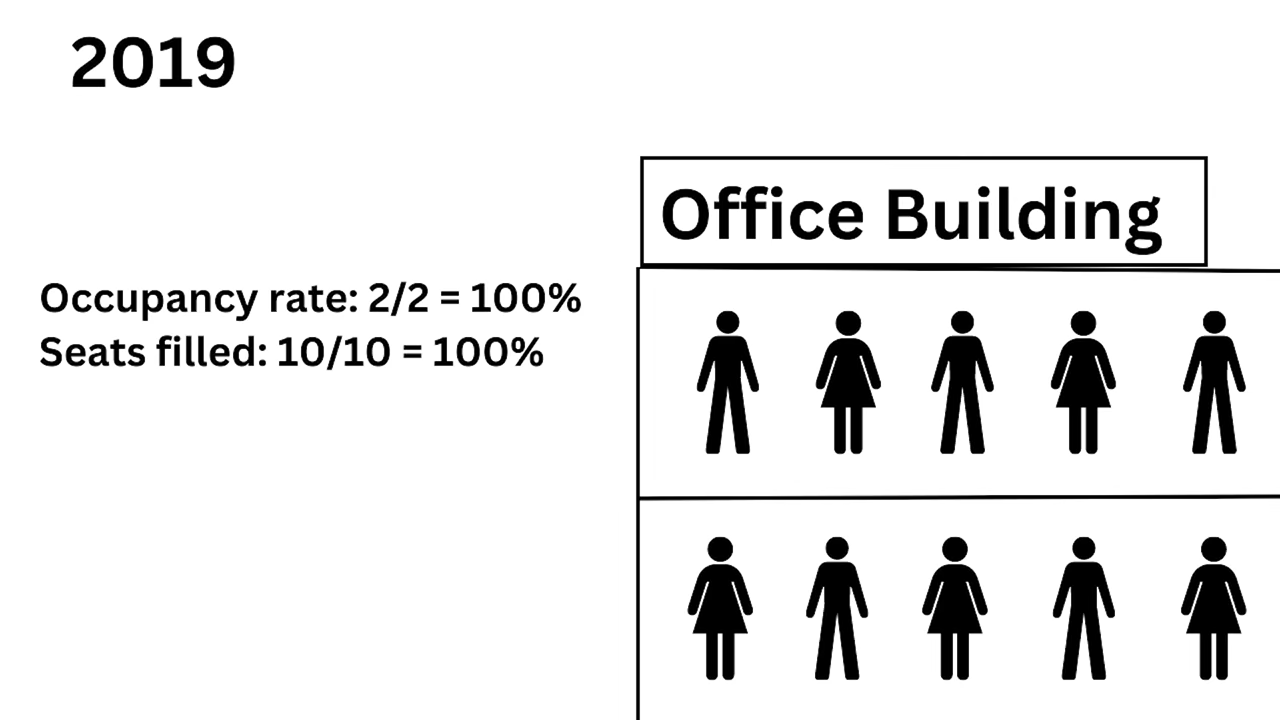 2019
Office Building
Occupancy rate: 2/2 = 100%
Seats filled: 10/10 = 100%